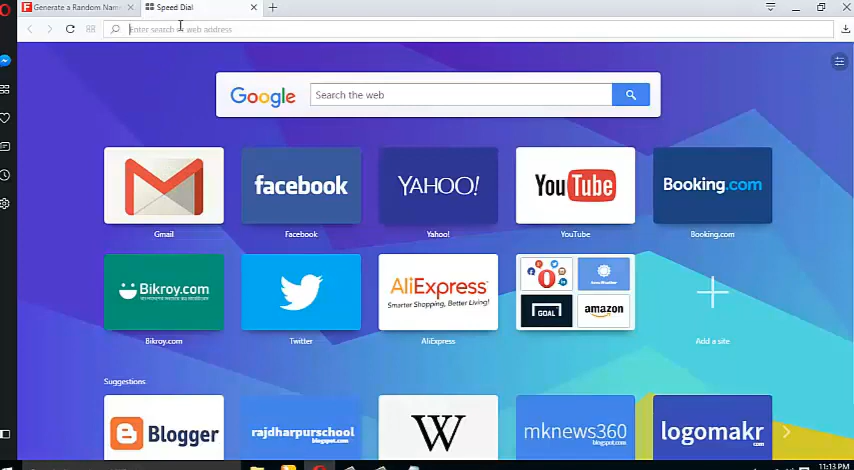 Generate a Random Nam
Speed Dial
Enter search or web address
Google
Search the web
Gmail
facebook
YAHOO!
YouTube
Booking.com
Gmail Facebook Yahoo! YouTube Booking.com
Bikroy.com
AliExpress
Smarter Shopping, Better Living!
GOAL
amazon
Bikroy.com Twitter AliExpress Add a site
Suggestions
Blogger
rajdharpurschool
blogspot.com
W
mknews360
blogspot.com
logomakr
.com
11:13 PM